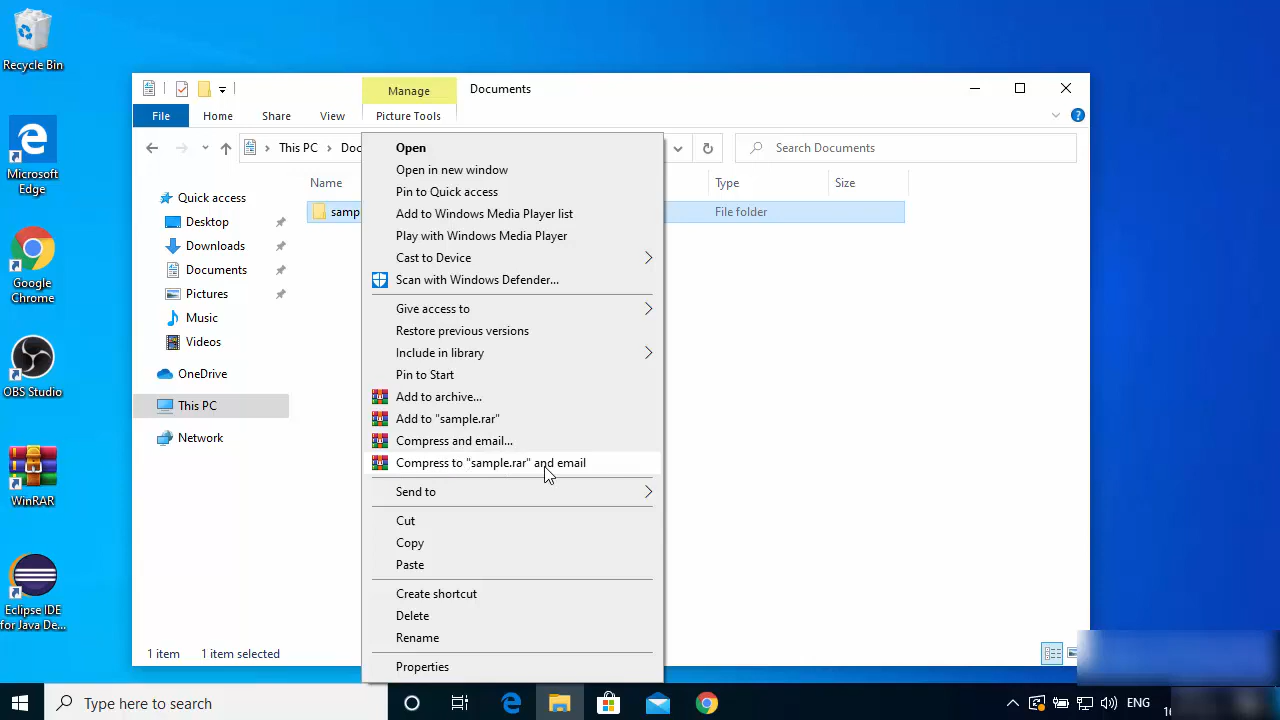 Recycle Bin
Microsoft
Edge
Google
Chrome
OBS Studio
WinRAR
Eclipse IDE
for Java De...
Manage
Documents
File
Home
Share
View
Picture Tools
This PC
Search Documents
Name
Type
Size
File folder
Quick access
Desktop
Downloads
Documents
Pictures
Music
Videos
OneDrive
This PC
Network
Open
Open in new window
Pin to Quick access
Add to Windows Media Player list
Play with Windows Media Player
Cast to Device
Scan with Windows Defender...
Give access to
Restore previous versions
Include in library
Pin to Start
Add to archive...
Add to "sample.rar"
Compress and email...
Compress to "sample.rar" and email
Send to
Cut
Copy
Paste
Create shortcut
Delete
Rename
Properties
1 item 1 item selected
Type here to search
ENG